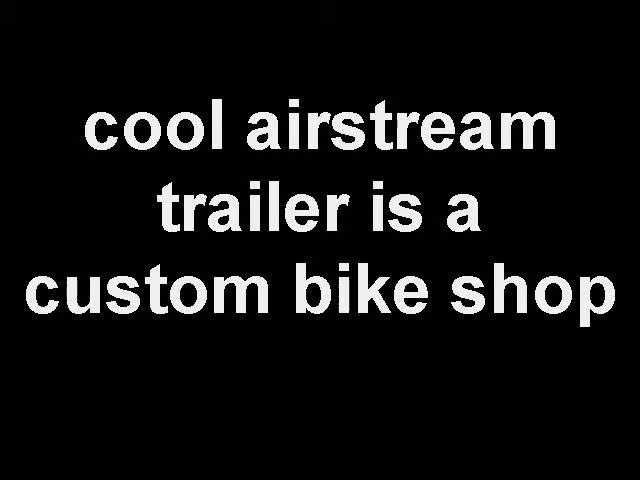 cool airstream
trailer is a
custom bike shop